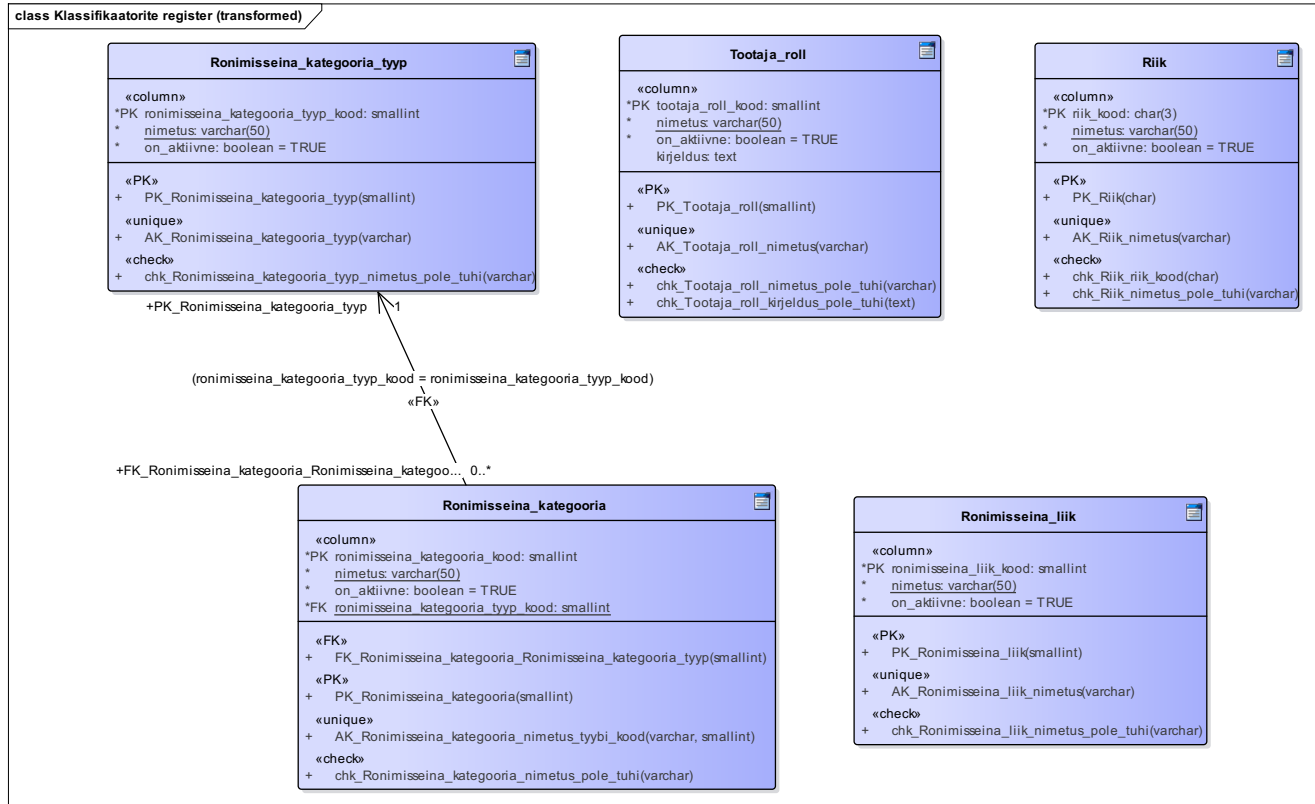 class Klassifikaatorite register (transformed)
Ronimisseina_kategooria_tyyp
«column»
*PK ronimisseina_kategooria_tyyp_kood: smallint
* nimetus: varchar(50)
* on_aktiivne: boolean = TRUE
«PK»
+ PK_Ronimisseina_kategooria_tyyp(smallint)
«unique»
+ AK_Ronimisseina_kategooria_tyyp(varchar)
«check»
+ chk_Ronimisseina_kategooria_tyyp_nimetus_pole_tuhi(varchar)
Tootaja_roll
«column»
*PK tootaja_roll_kood: smallint
* nimetus: varchar(50)
* on_aktiivne: boolean = TRUE
kirjeldus: text
«PK»
+ PK_Tootaja_roll(smallint)
«unique»
+ AK_Tootaja_roll_nimetus(varchar)
«check»
+ chk_Tootaja_roll_nimetus_pole_tuhi(varchar)
+ chk_Tootaja_roll_kirjeldus_pole_tuhi(text)
Riik
«column»
*PK riik_kood: char(3)
* nimetus: varchar(50)
* on_aktiivne: boolean = TRUE
«PK»
+ PK_Riik(char)
«unique»
+ AK_Riik_nimetus(varchar)
«check»
+ chk_Riik_riik_kood(char)
+ chk_Riik_nimetus_pole_tuhi(varchar)
+PK_Ronimisseina_kategooria_tyyp 1
(ronimisseina_kategooria_tyyp_kood = ronimisseina_kategooria_tyyp_kood)
«FK»
+FK_Ronimisseina_kategooria_Ronimisseina_kategoo... 0..*
Ronimisseina_kategooria
«column»
*PK ronimisseina_kategooria_kood: smallint
* nimetus: varchar(50)
* on_aktiivne: boolean = TRUE
*FK ronimisseina_kategooria_tyyp_kood: smallint
«FK»
+ FK_Ronimisseina_kategooria_Ronimisseina_kategooria_tyyp(smallint)
«PK»
+ PK_Ronimisseina_kategooria(smallint)
«unique»
+ AK_Ronimisseina_kategooria_nimetus_tyybi_kood(varchar, smallint)
«check»
+ chk_Ronimisseina_kategooria_nimetus_pole_tuhi(varchar)
Ronimisseina_liik
«column»
*PK ronimisseina_liik_kood: smallint
* nimetus: varchar(50)
* on_aktiivne: boolean = TRUE
«PK»
+ PK_Ronimisseina_liik(smallint)
«unique»
+ AK_Ronimisseina_liik_nimetus(varchar)
«check»
+ chk_Ronimisseina_liik_nimetus_pole_tuhi(varchar)